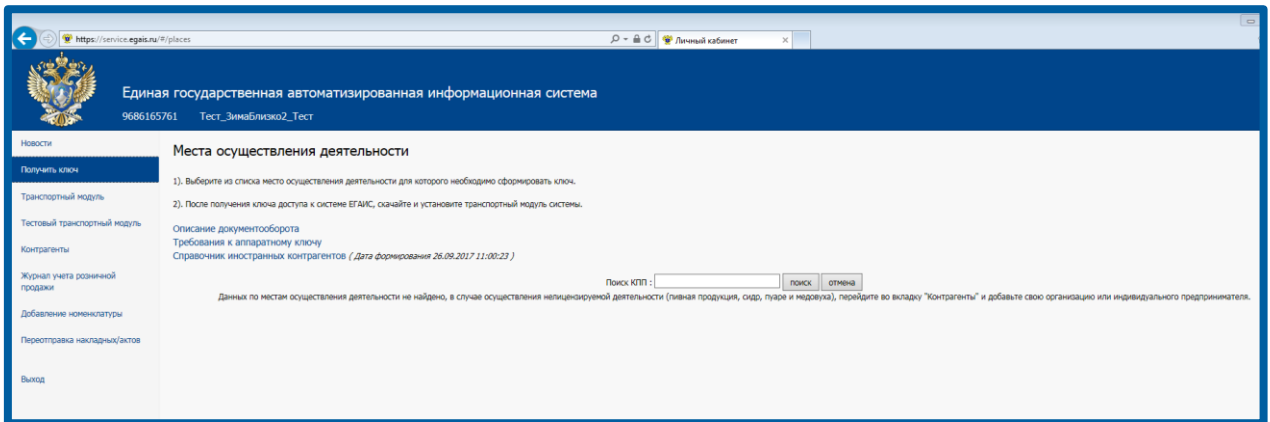 https://service.egais.ru/#/places
Личный кабинет
Единая государственная автоматизированная информационная система
9686165761 Тест_ЗимаБлизко2_Тест
Новости
Получить ключ
Транспортный модуль
Тестовый транспортный модуль
Контрагенты
Журнал учета розничной
продажи
Добавление номенклатуры
Переотправка накладных/актов
Выход
Места осуществления деятельности
1). Выберите из списка место осуществления деятельности для которого необходимо сформировать ключ.
2). После получения ключа доступа к системе ЕГАИС, скачайте и установите транспортный модуль системы.
Описание документооборота
Требования к аппаратному ключу
Справочник иностранных контрагентов ( Дата формирования 26.09.2017 11:00:23 )
Поиск КПП : поиск отмена
Данных по местам осуществления деятельности не найдено, в случае осуществления нелицензируемой деятельности (пивная продукция, сидр, пуаре и медовуха), перейдите во вкладку "Контрагенты" и добавьте свою организацию или индивидуального предпринимателя.